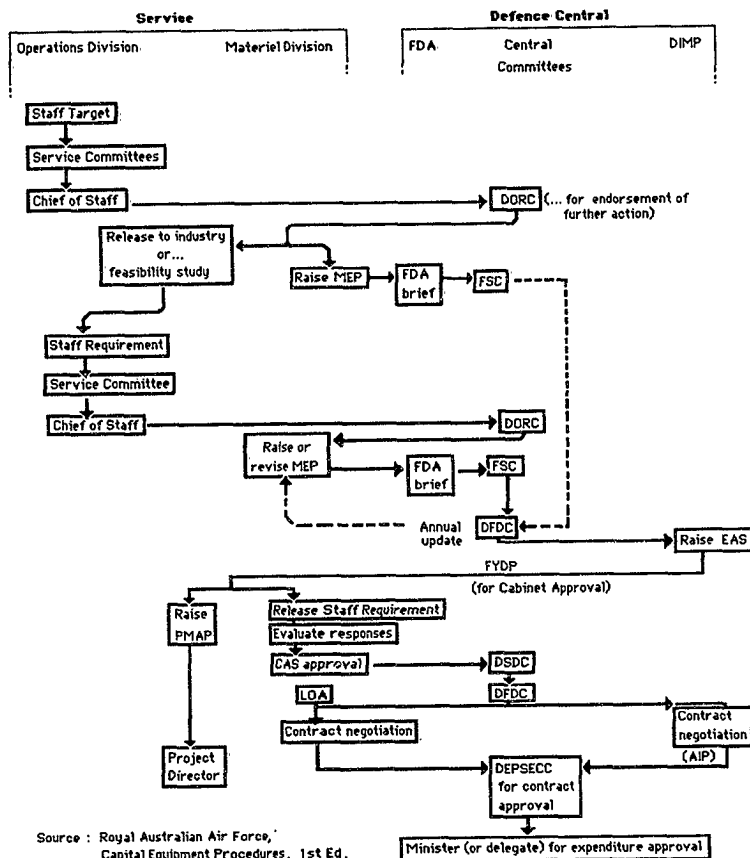 Service
Defence Central
Operations Division
Materiel Division
FDA
Central
Committees
DIMP
Staff Target
Service Committees
Chief of Staff
DORC
(... for endorsement of
further action)
Release to industry
or...
feasibility study
Raise MEP
FDA
brief
FSC
Staff Requirement
Service Committee
Chief of Staff
DORC
Raise or
revise MEP
FDA
brief
FSC
Annual
update
DFDC
Raise EAS
FYDP
(for Cabinet Approval)
Raise
PMAP
Release Staff Requirement
Evaluate responses
CAS approval
DSDC
DFDC
LOA
Contract negotiation
Contract
negotiation
(AIP)
Project
Director
DEPSECC
for contract
approval
Source : Royal Australian Air Force,
Capital Equipment Procedures, 1st Ed.
Minister (or delegate) for expenditure approval